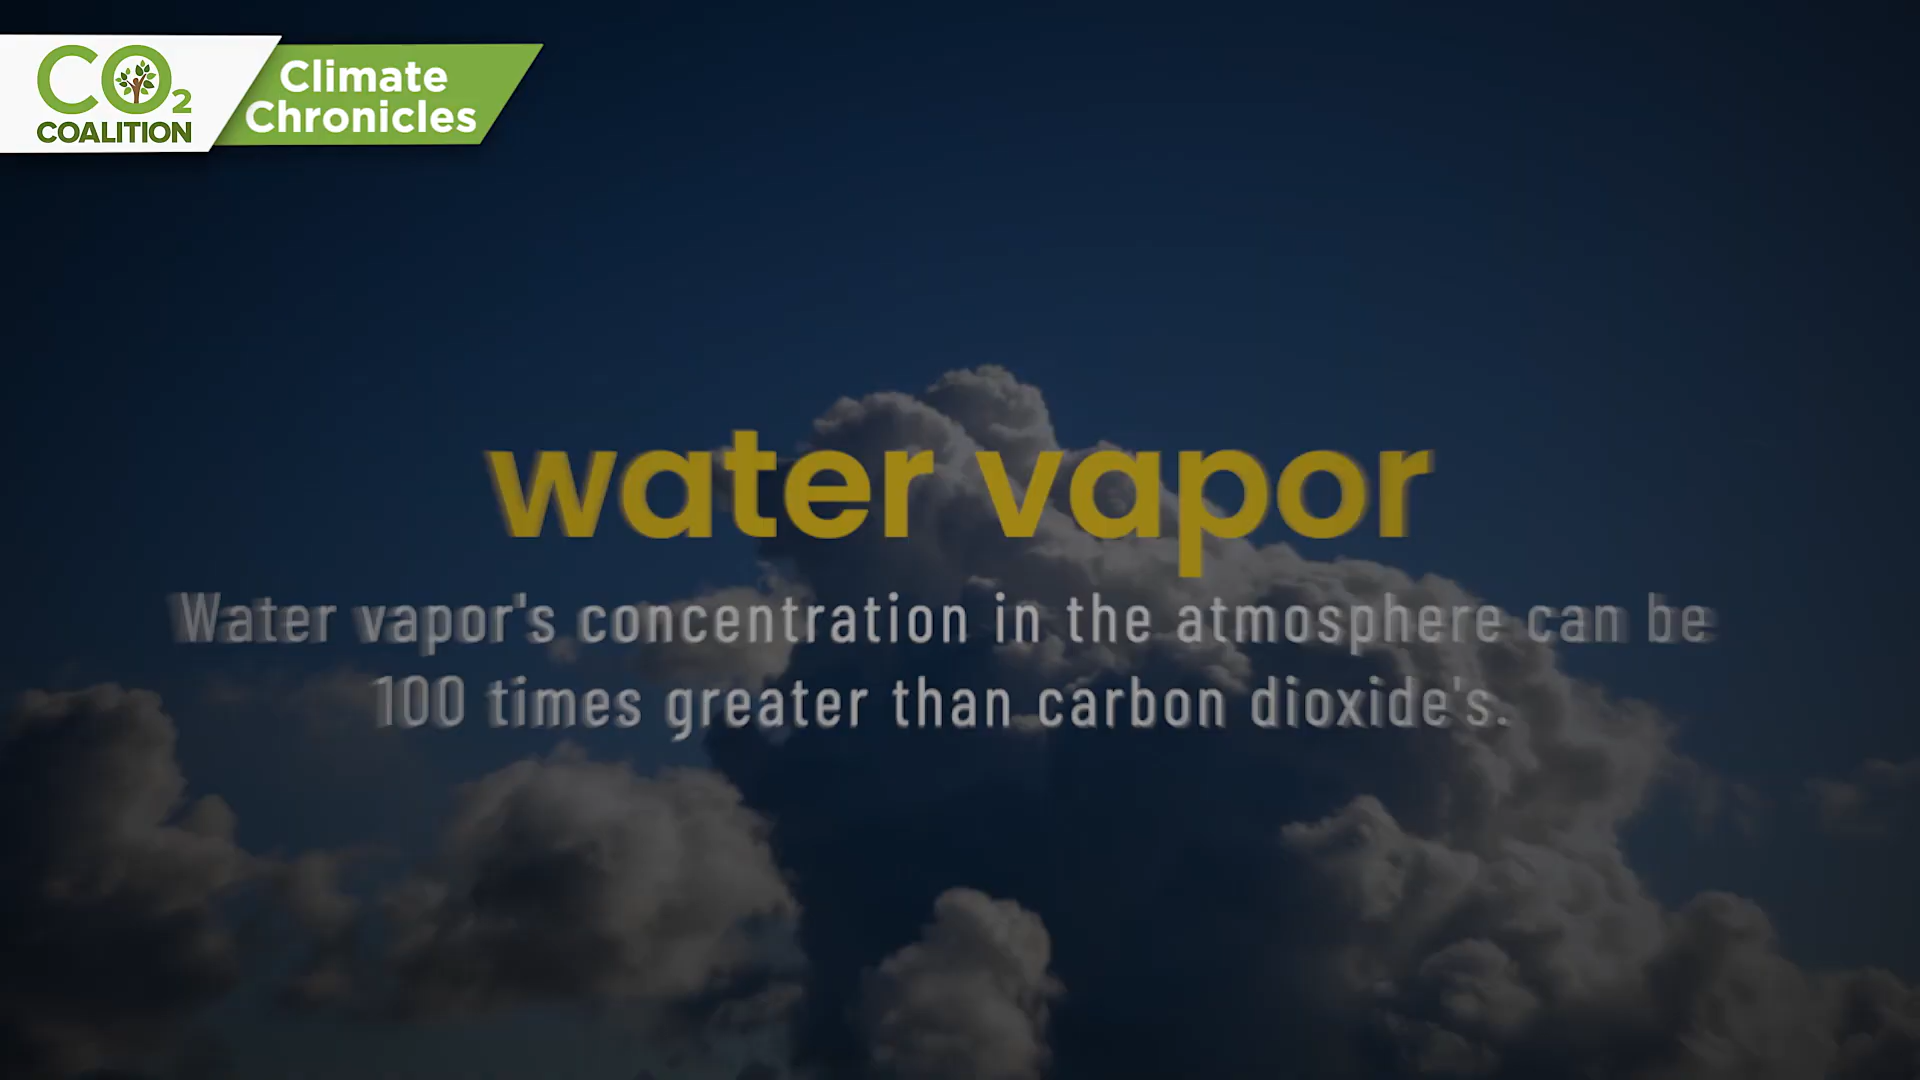 CO2
COALITION
Climate
Chronicles
water vapor
Water vapor's concentration in the atmosphere can be
100 times greater than carbon dioxide's.